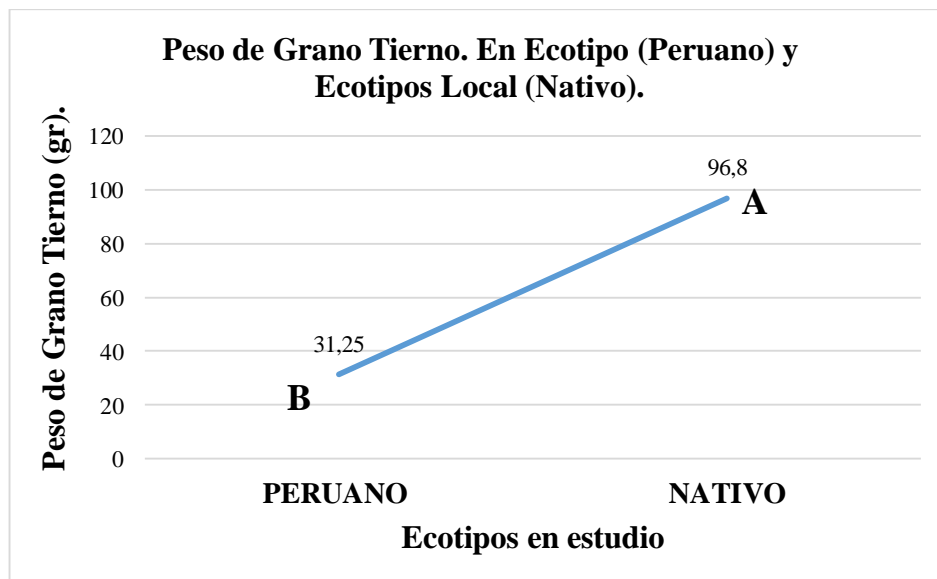 Peso de Grano Tierno. En Ecotipo (Peruano) y
Ecotipos Local (Nativo).
Peso de Grano Tierno (gr).
120
100
80
60
40
20
0
96,8
A
31,25
B
PERUANO
NATIVO
Ecotipos en estudio